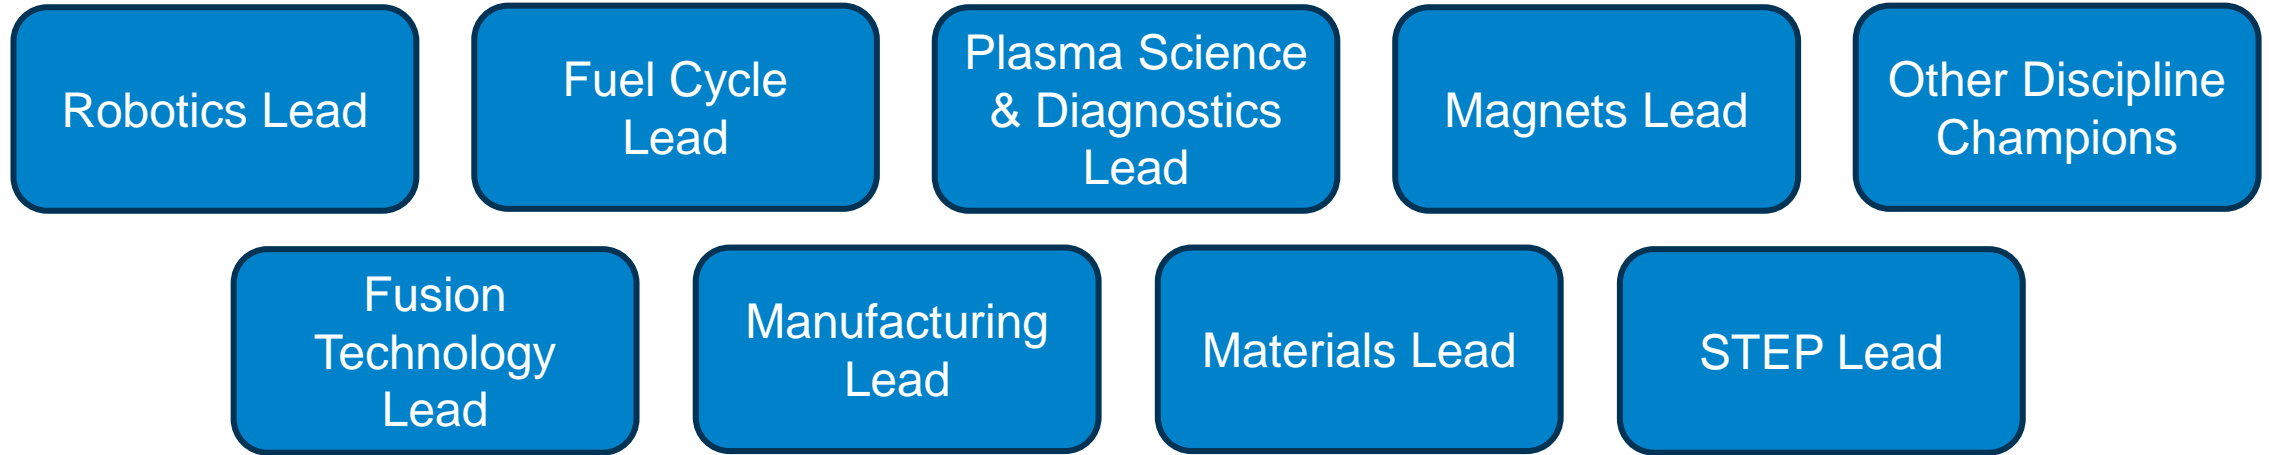 Robotics Lead
Fuel Cycle
Lead
Plasma Science
& Diagnostics
Lead
Magnets Lead
Other Discipline
Champions
Fusion
Technology
Lead
Manufacturing
Lead
Materials Lead
STEP Lead